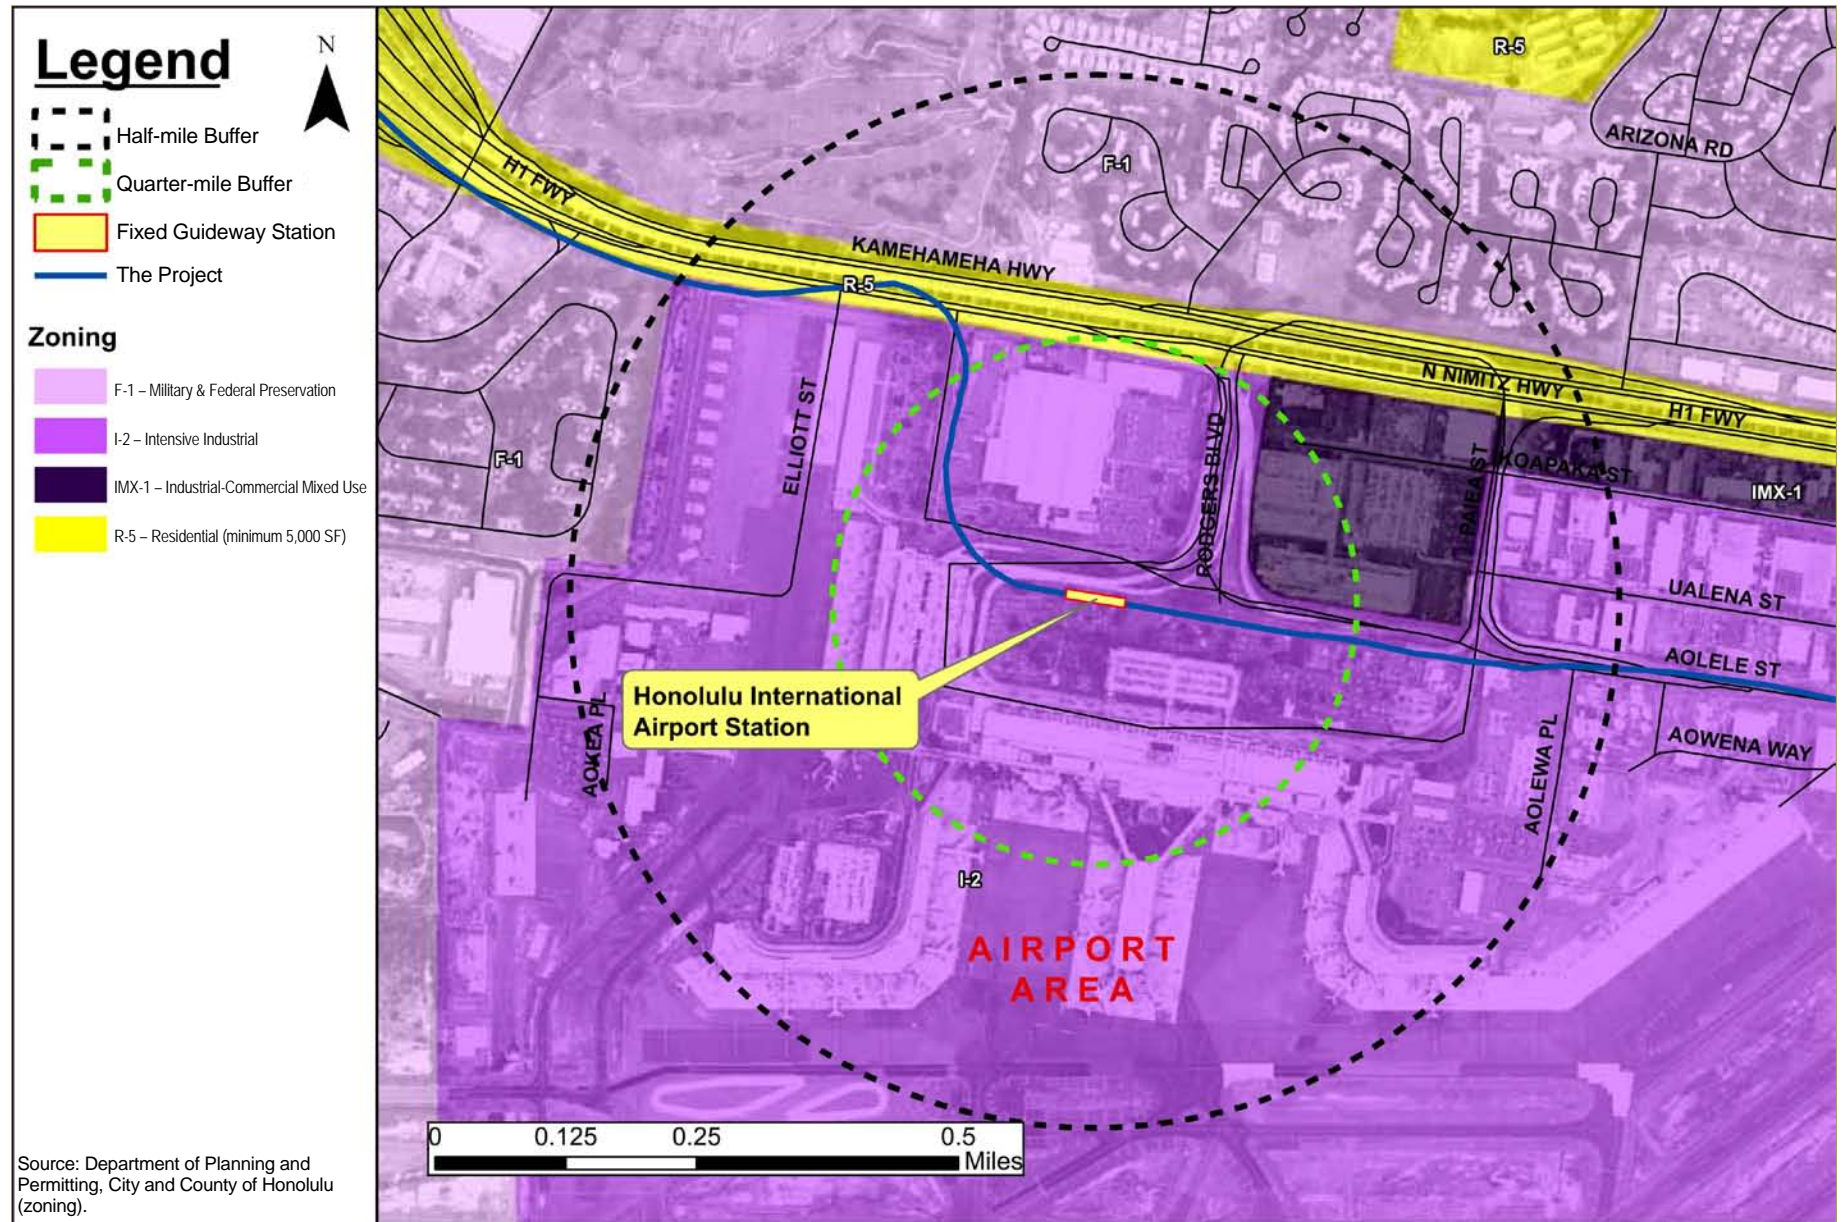 Legend
N
Half-mile Buffer
Quarter-mile Buffer
Fixed Guideway Station
The Project
Zoning
F-1 – Military & Federal Preservation
I-2 – Intensive Industrial
IMX-1 – Industrial-Commercial Mixed Use
R-5 – Residential (minimum 5,000 SF)
Source: Department of Planning and
Permitting, City and County of Honolulu
(zoning).
R-5
ARIZONA RD
F-1
H1 FWY
KAMEHAMEHA HWY
R-5
N NIMITZ HWY
H1 FWY
ELLIOTT ST
RODGERS BLVD
PAIEA ST
KOAPAKA ST
IMX-1
F-1
UALENA ST
AOLELE ST
Honolulu International
Airport Station
AOKEA PL
AOLEWA PL
AOWENA WAY
I-2
AIRPORT
AREA
0 0.125 0.25 0.5
Miles